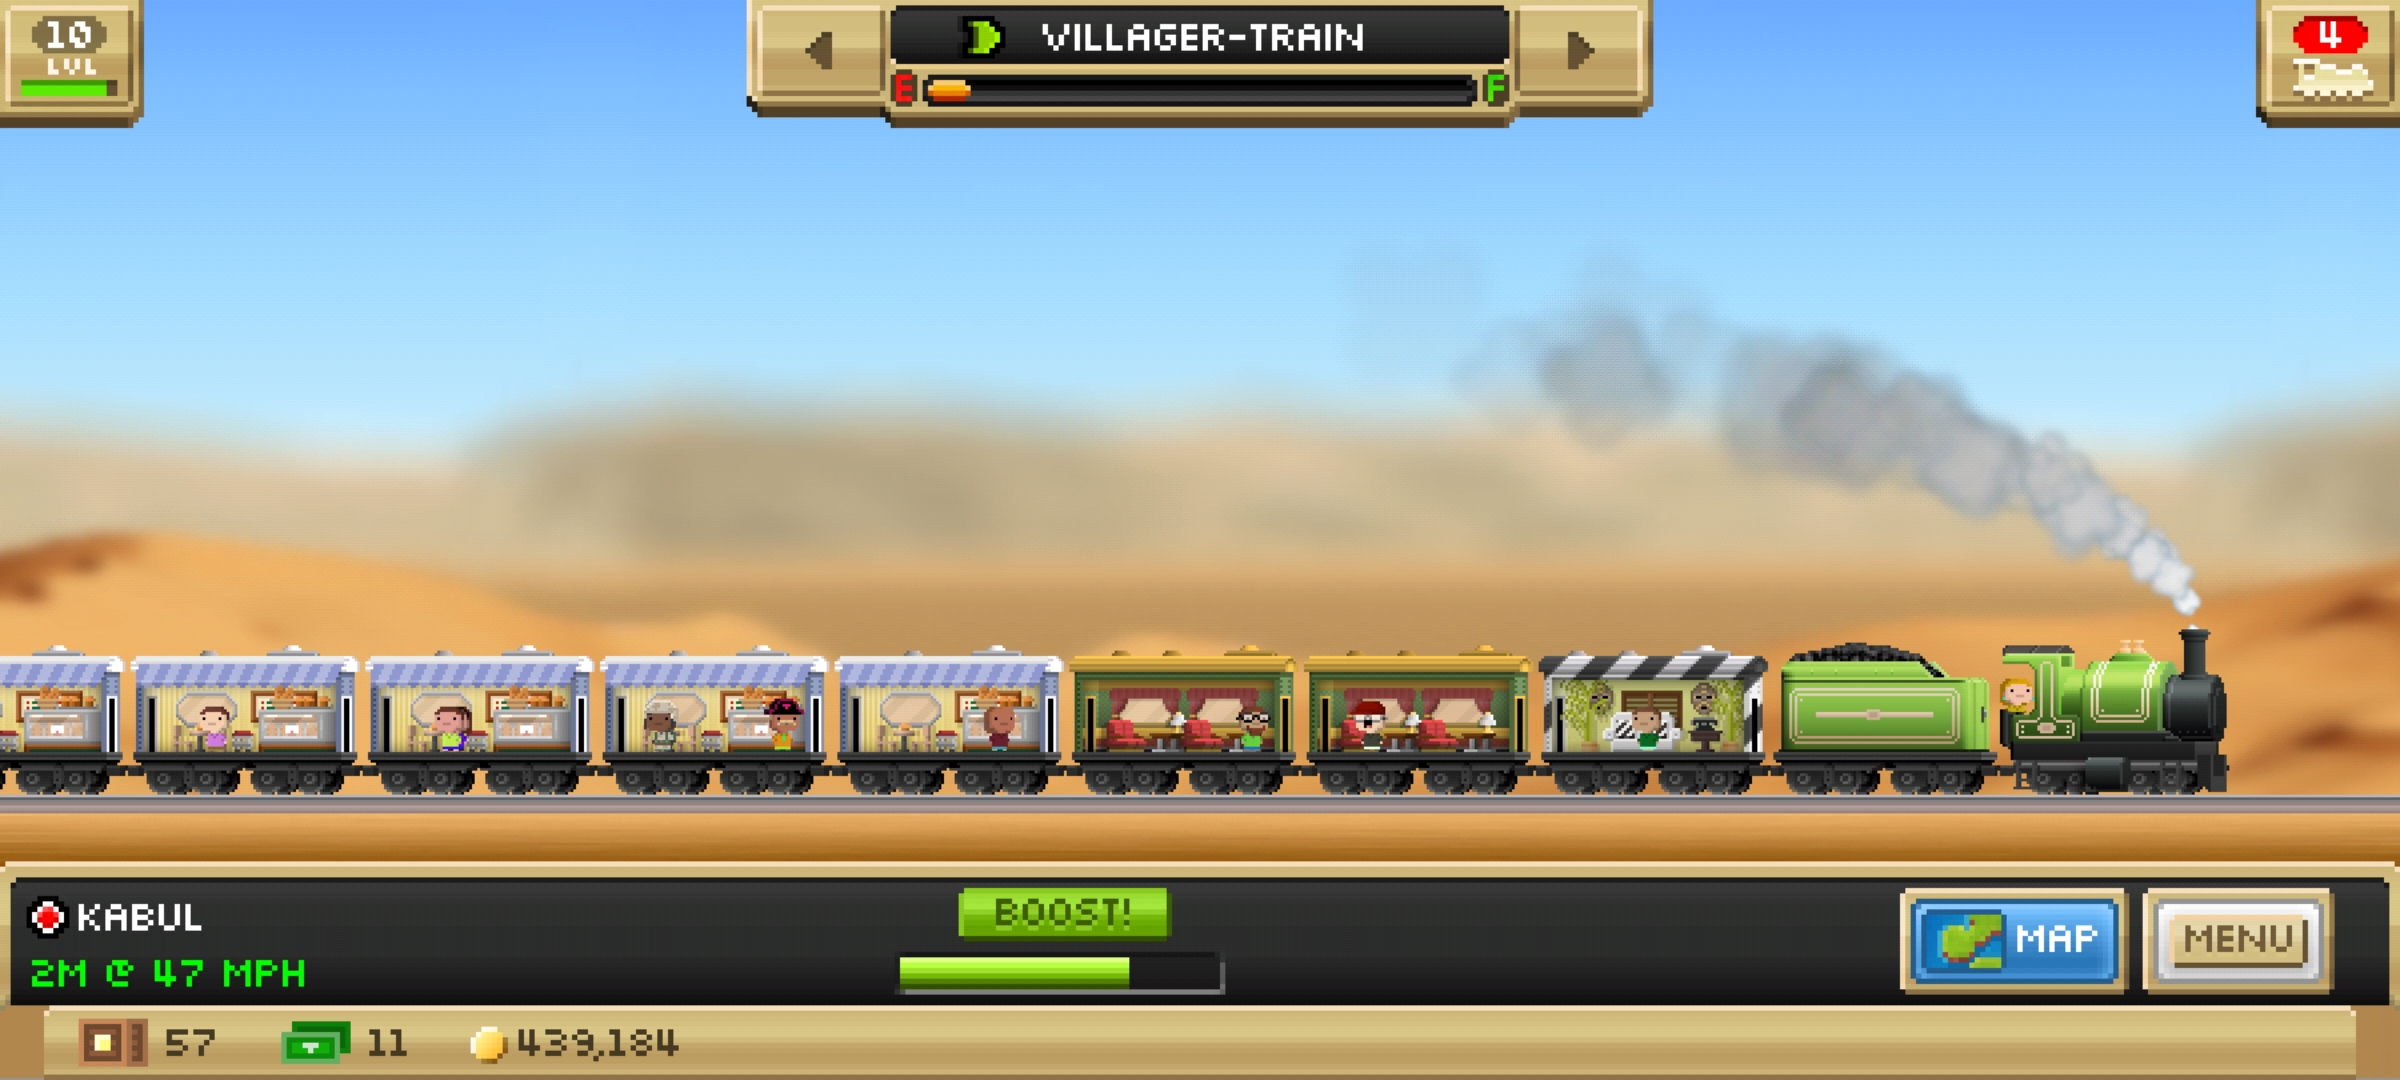 10
LVL
VILLAGER-TRAIN
E F
4
KABUL
2M @ 47 MPH
BOOST!
MAP
MENU
57 11 439,184